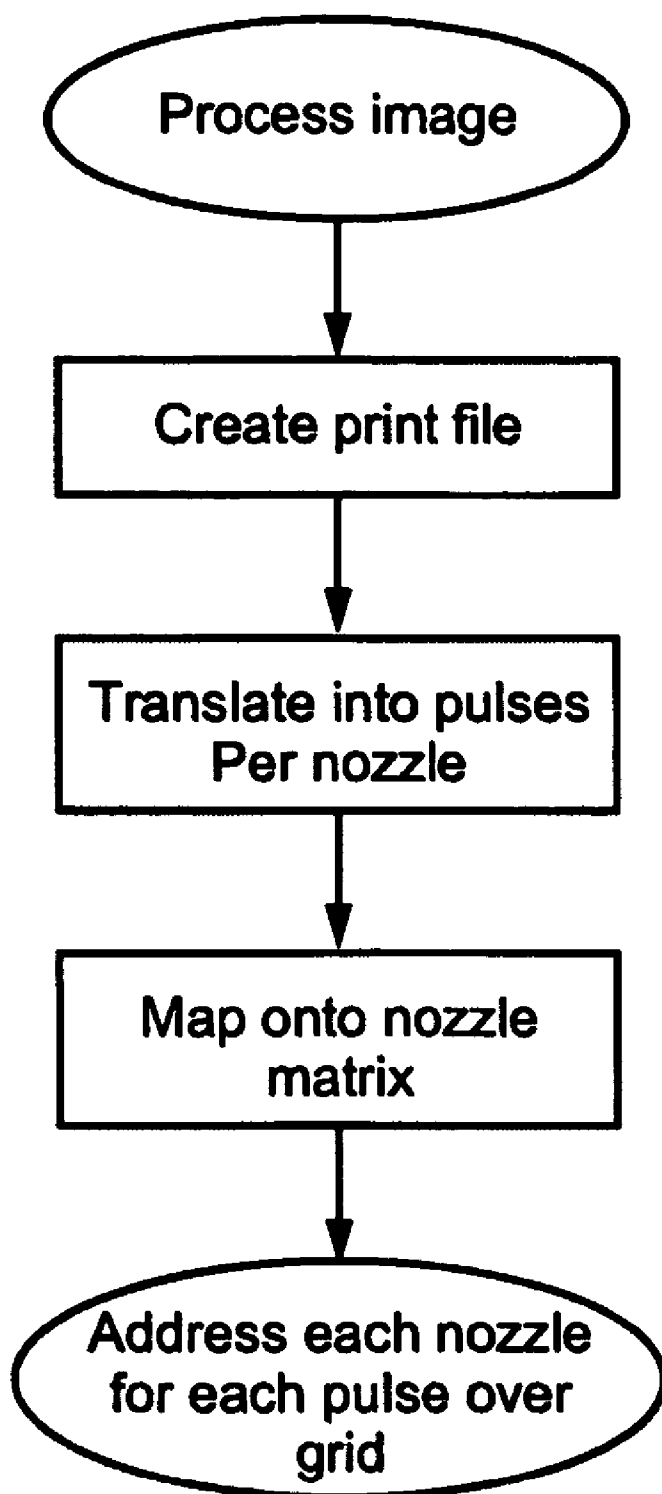 Process image
Create print file
Translate into pulses
Per nozzle
Map onto nozzle
matrix
Address each nozzle
for each pulse over
grid